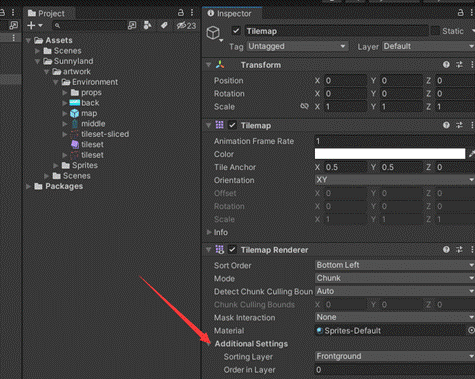 Project
23
Assets
Scenes
Sunnyland
artwork
Environment
props
back
map
middle
tileset-sliced
tileset
tileset
Sprites
Scenes
Packages
Inspector
Tilemap
Static
Tag Untagged Layer Default
Transform
Position X 0 Y 0 Z 0
Rotation X 0 Y 0 Z 0
Scale X 1 Y 1 Z 1
Tilemap
Animation Frame Rate 1
Color
Tile Anchor X 0.5 Y 0.5 Z 0
Orientation XY
Offset X 0 Y 0 Z 0
Rotation X 0 Y 0 Z 0
Scale X 1 Y 1 Z 1
Info
Tilemap Renderer
Sort Order Bottom Left
Mode Chunk
Detect Chunk Culling Boun Auto
Chunk Culling Bounds X 0 Y 0 Z 0
Mask Interaction None
Material Sprites-Default
Additional Settings
Sorting Layer Frontground
Order in Layer 0